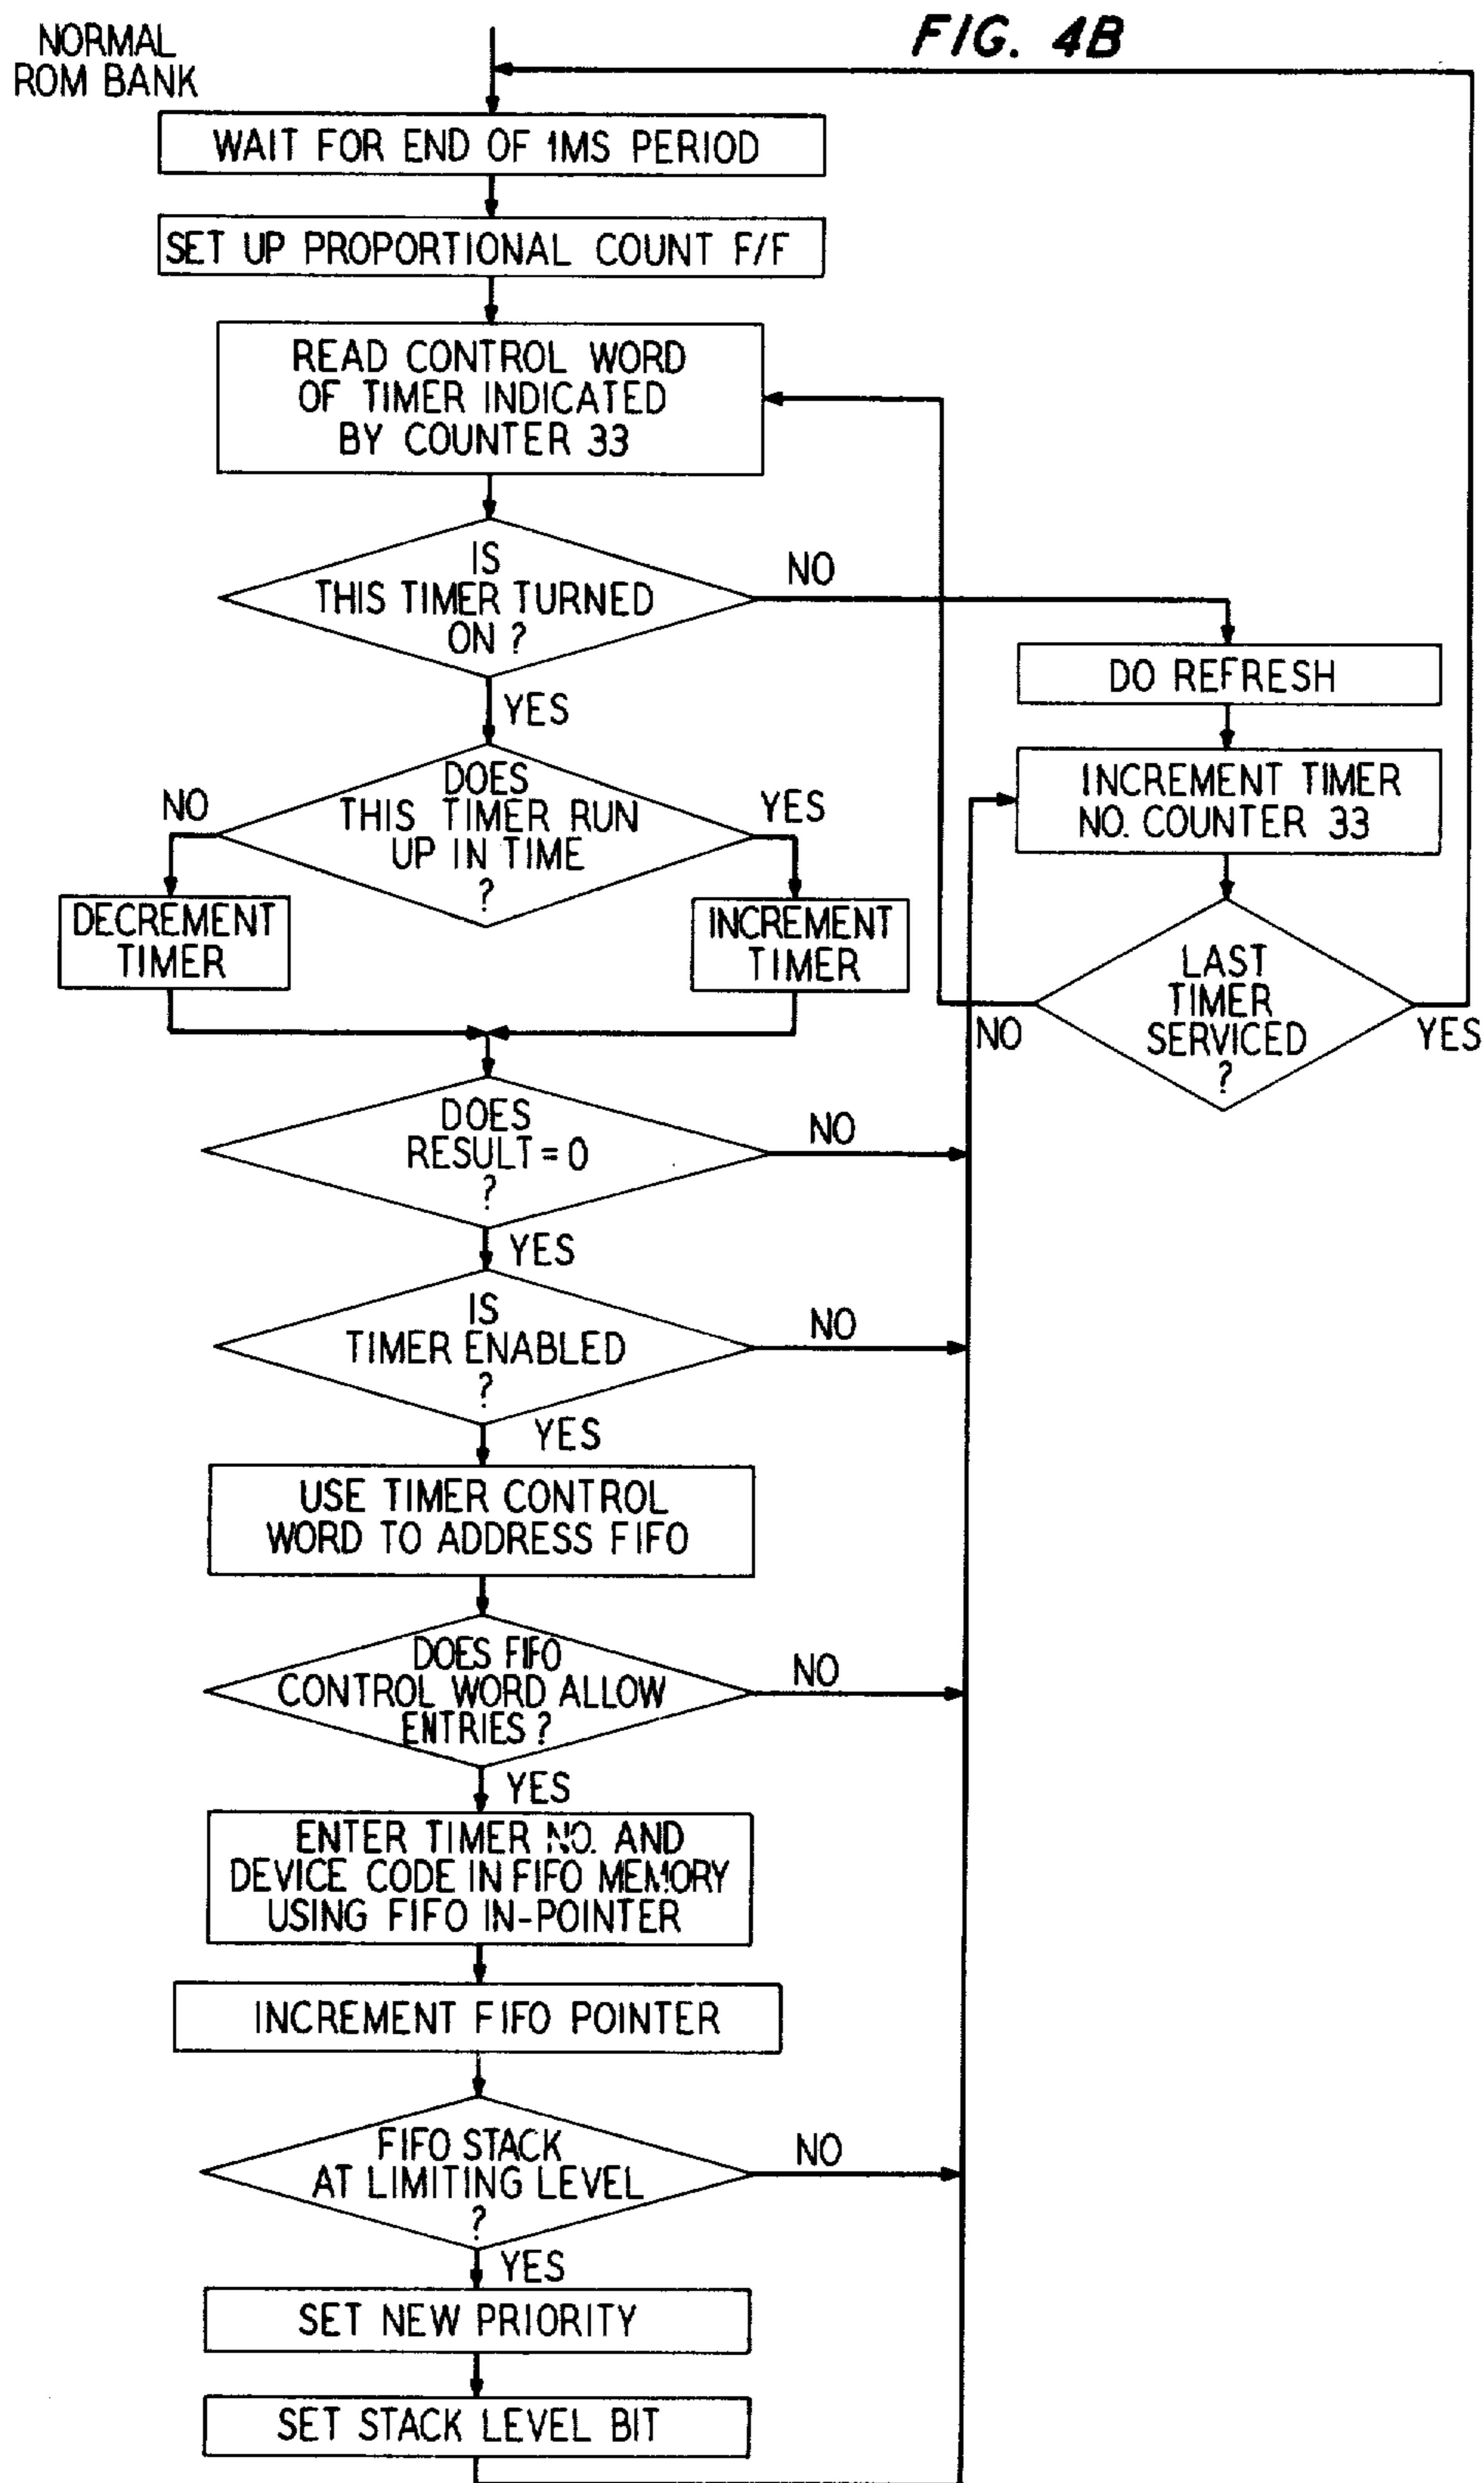 FIG. 4B
NORMAL
ROM BANK
WAIT FOR END OF 1MS PERIOD
SET UP PROPORTIONAL COUNT F/F
READ CONTROL WORD
OF TIMER INDICATED
BY COUNTER 33
IS
THIS TIMER TURNED
ON ?
NO
YES
DO REFRESH
INCREMENT TIMER
NO. COUNTER 33
LAST
TIMER
SERVICED
?
NO
YES
DOES
THIS TIMER RUN
UP IN TIME
?
NO
YES
DECREMENT
TIMER
INCREMENT
TIMER
DOES
RESULT = 0
?
NO
YES
IS
TIMER ENABLED
?
NO
YES
USE TIMER CONTROL
WORD TO ADDRESS FIFO
DOES FIFO
CONTROL WORD ALLOW
ENTRIES ?
NO
YES
ENTER TIMER NO. AND
DEVICE CODE IN FIFO MEMORY
USING FIFO IN-POINTER
INCREMENT FIFO POINTER
FIFO STACK
AT LIMITING LEVEL
?
NO
YES
SET NEW PRIORITY
SET STACK LEVEL BIT